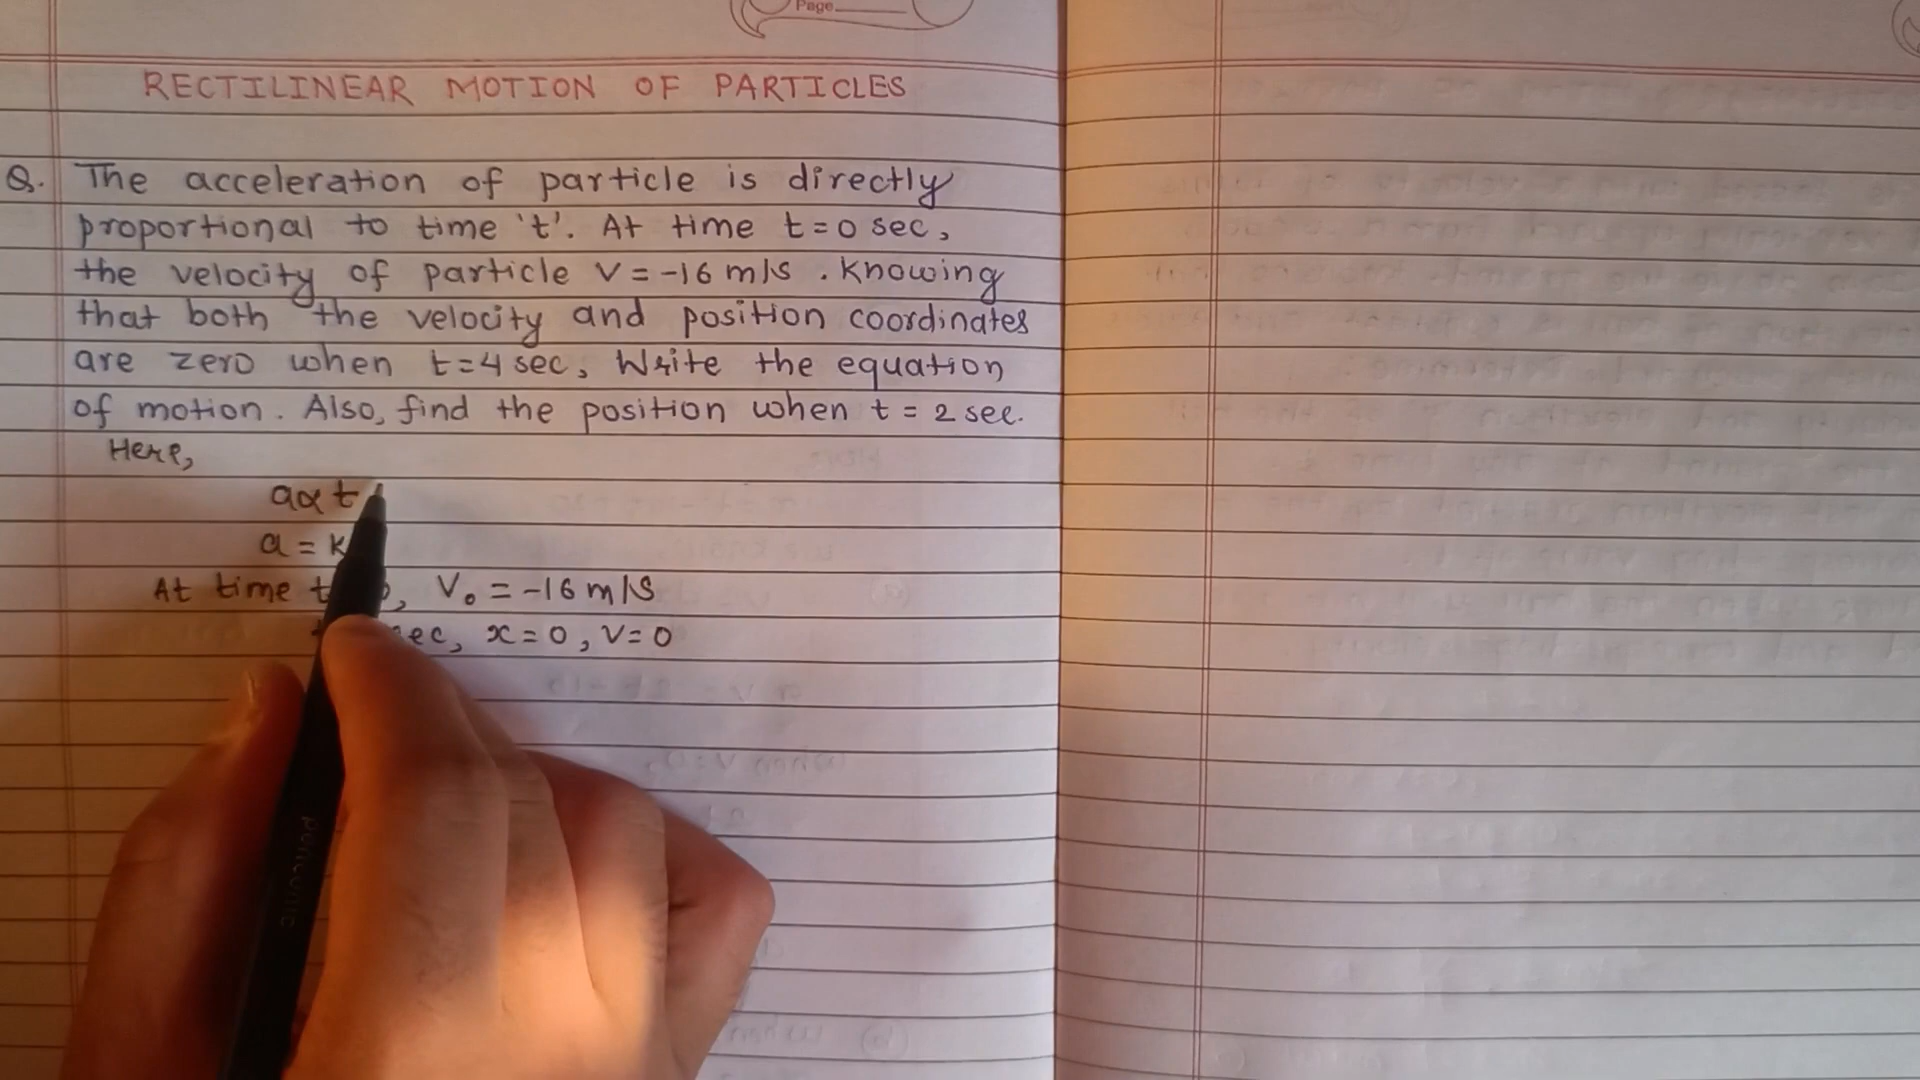 Page
RECTILINEAR MOTION OF PARTICLES
Q. The acceleration of particle is directly
proportional to time 't'. At time t=0 sec,
the velocity of particle v = -16 m/s . Knowing
that both the velocity and position coordinates
are zero when t=4 sec, Write the equation
of motion. Also, find the position when t = 2 sec.
Here,
a α t
a = k
At time t , V₀ = -16 m/s
sec, x = 0 , v = 0